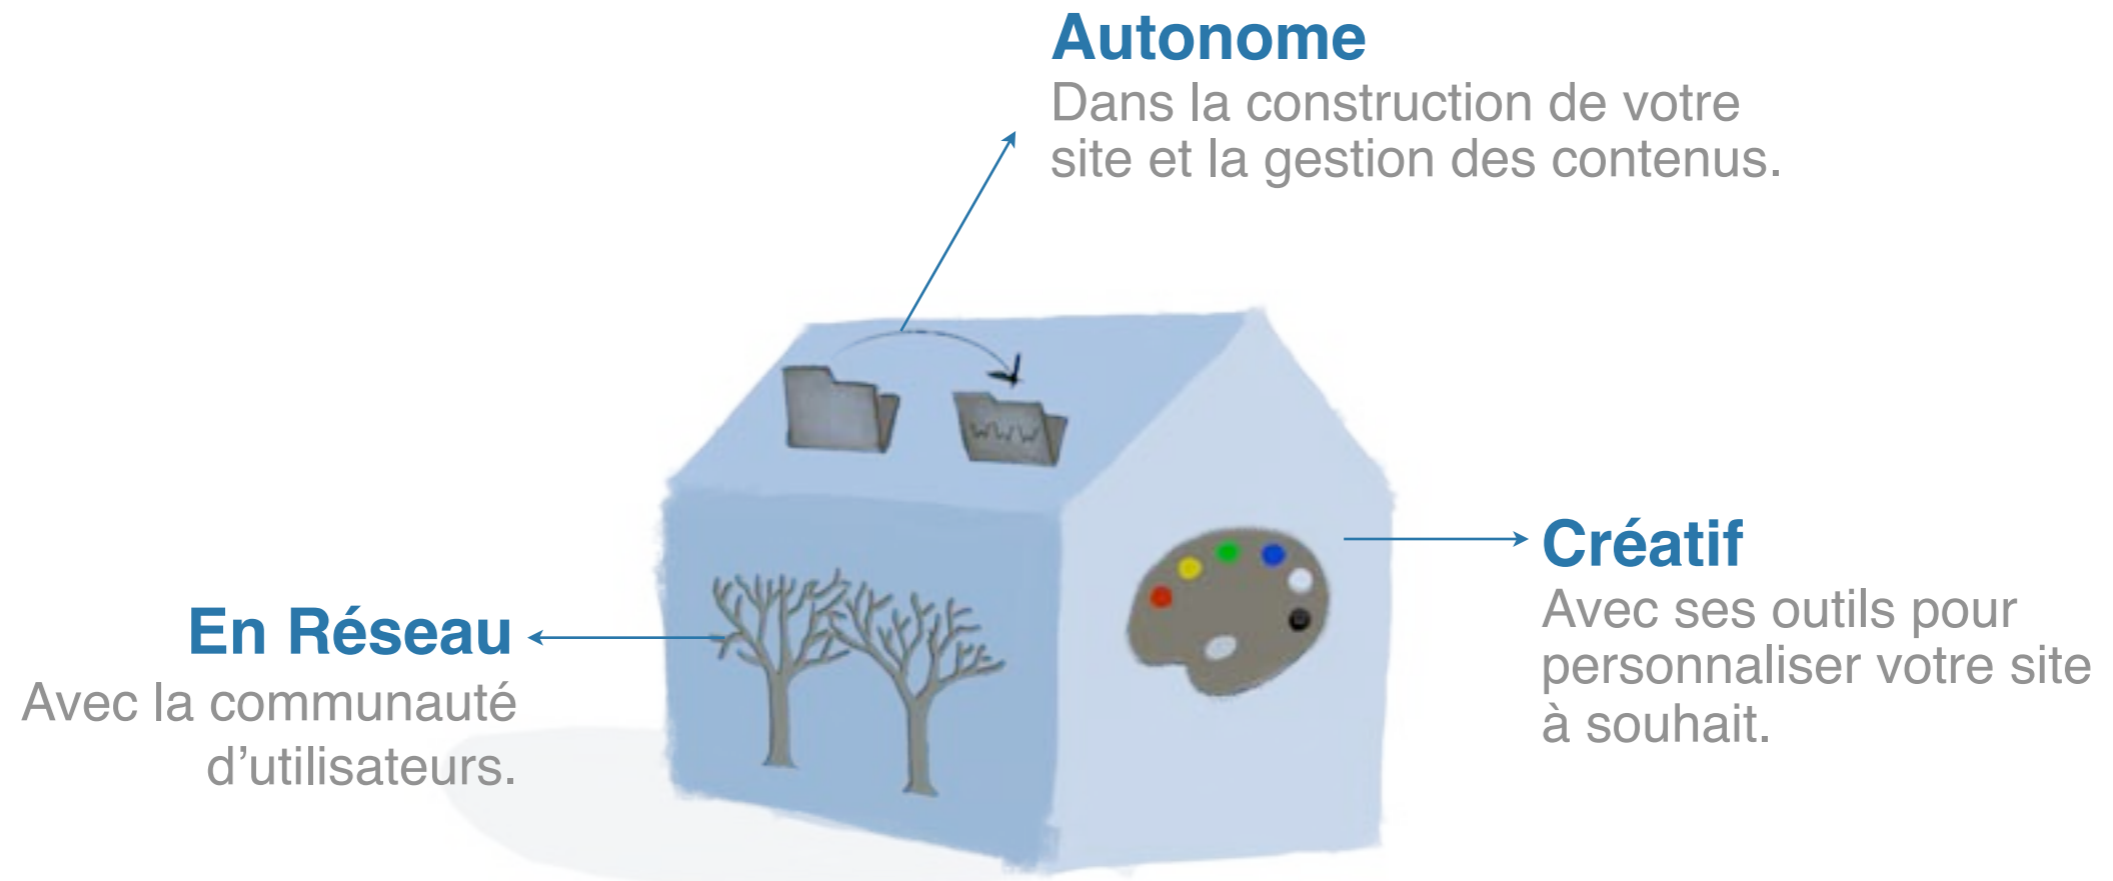 Autonome
Dans la construction de votre
site et la gestion des contenus.
www
Créatif
Avec ses outils pour
personnaliser votre site
à souhait.
En Réseau
Avec la communauté
d’utilisateurs.